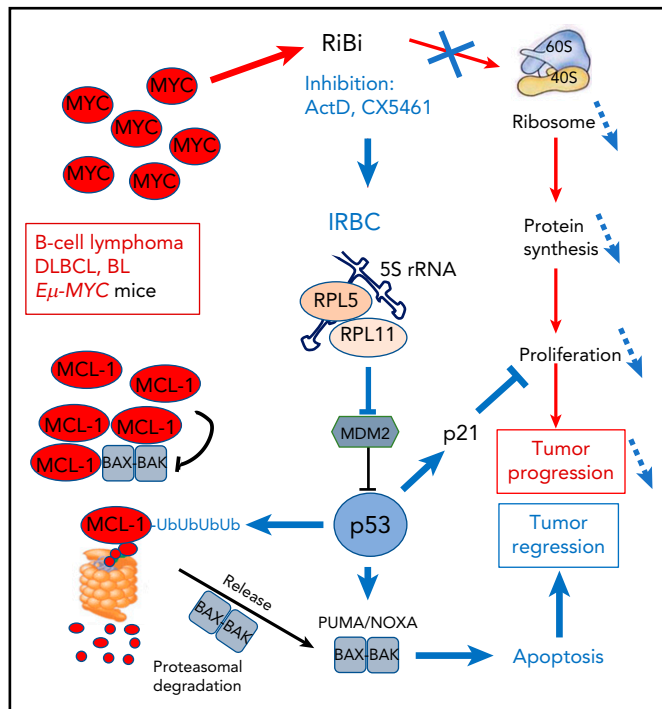 MYC
MYC
MYC
MYC
MYC
MYC
MYC
RiBi
Inhibition:
ActD, CX5461
60S
40S
Ribosome
B-cell lymphoma
DLBCL, BL
Eµ-MYC mice
IRBC
5S rRNA
RPL5
RPL11
Protein
synthesis
Proliferation
MCL-1
MCL-1
MCL-1
MCL-1
MCL-1
BAX-BAK
MDM2
p21
Tumor
progression
MCL-1-UbUbUbUb
p53
Tumor
regression
Release
BAX-BAK
Proteasomal
degradation
PUMA/NOXA
BAX-BAK
Apoptosis